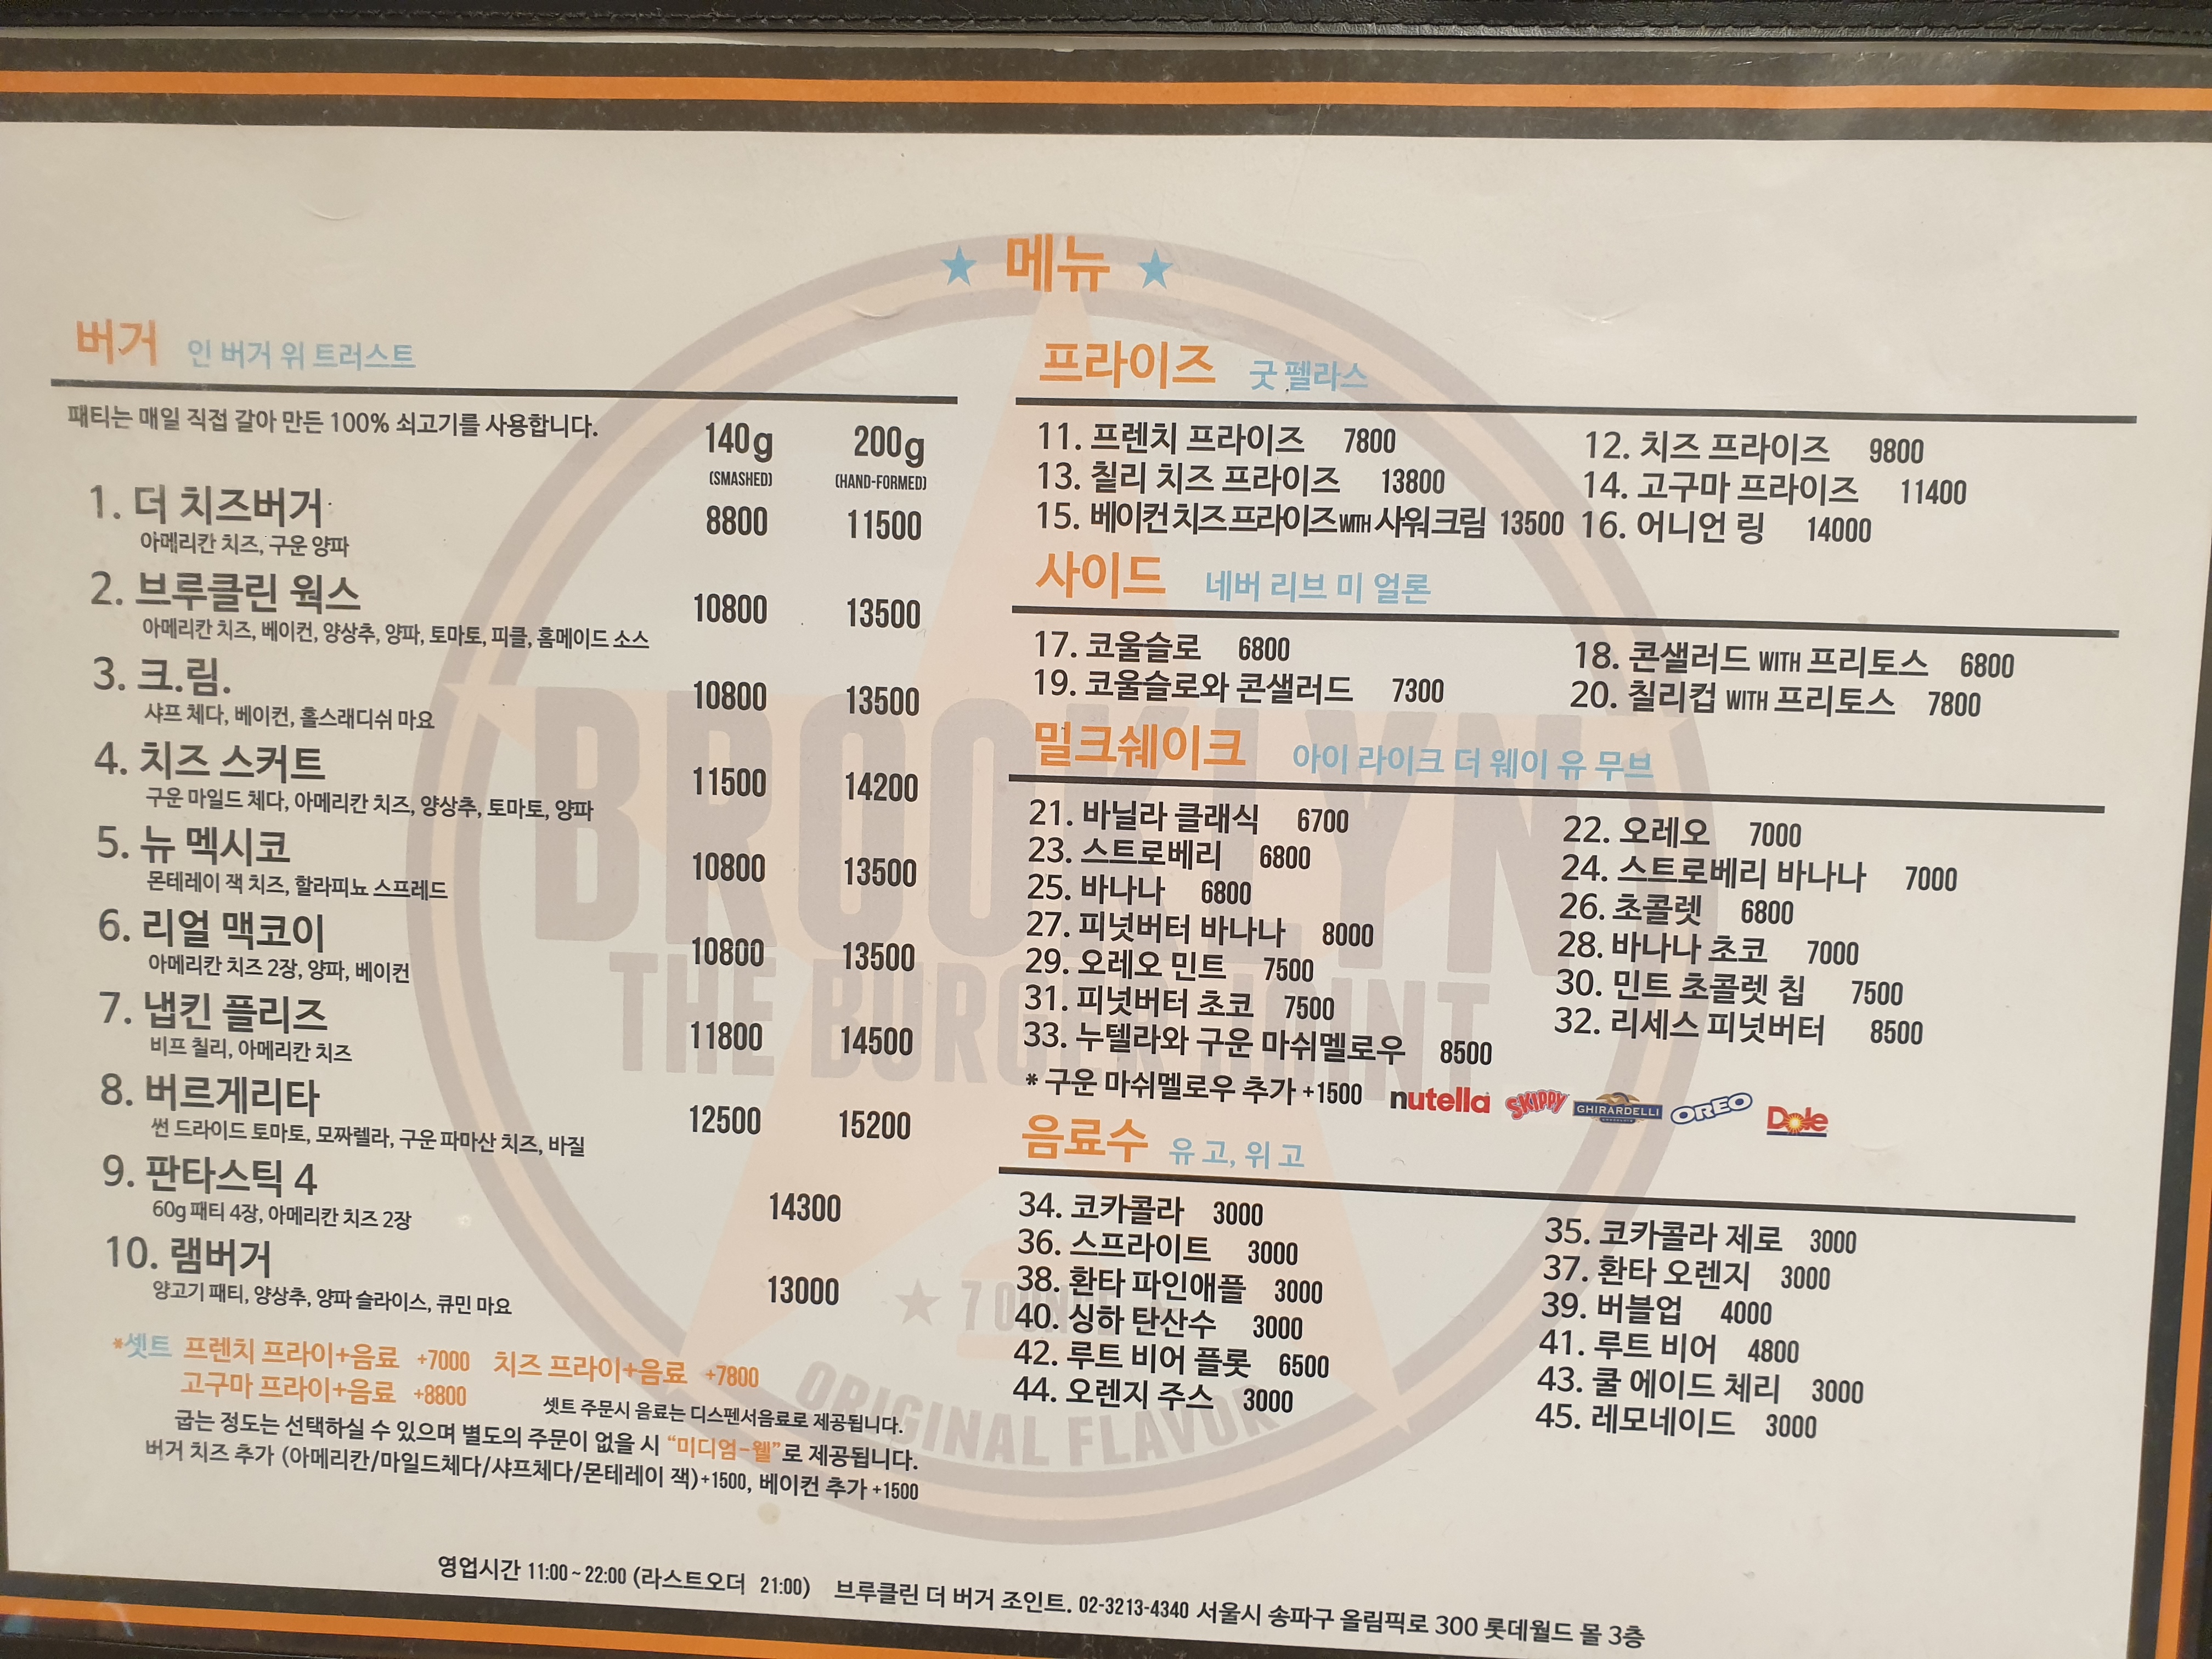 ★ 메뉴 ★
버거 인 버거 위 트러스트
패티는 매일 직접 갈아 만든 100% 쇠고기를 사용합니다.
140g 200g
(SMASHED) (HAND-FORMED)
1. 더 치즈버거 8800 11500
아메리칸 치즈, 구운 양파
2. 브루클린 웍스 10800 13500
아메리칸 치즈, 베이컨, 양상추, 양파, 토마토, 피클, 홈메이드 소스
3. 크.림. 10800 13500
샤프 체다, 베이컨, 홀스래디쉬 마요
4. 치즈 스커트 11500 14200
구운 마일드 체다, 아메리칸 치즈, 양상추, 토마토, 양파
5. 뉴 멕시코 10800 13500
몬테레이 잭 치즈, 할라피뇨 스프레드
6. 리얼 맥코이 10800 13500
아메리칸 치즈 2장, 양파, 베이컨
7. 냅킨 플리즈 11800 14500
비프 칠리, 아메리칸 치즈
8. 버르게리타 12500 15200
썬 드라이드 토마토, 모짜렐라, 구운 파마산 치즈, 바질
9. 판타스틱 4 14300
60g 패티 4장, 아메리칸 치즈 2장
10. 램버거 13000
양고기 패티, 양상추, 양파 슬라이스, 큐민 마요
*셋트 프렌치 프라이+음료 +7000 치즈 프라이+음료 +7800
고구마 프라이+음료 +8800
셋트 주문시 음료는 디스펜서음료로 제공됩니다.
굽는 정도는 선택하실 수 있으며 별도의 주문이 없을 시 "미디엄-웰"로 제공됩니다.
버거 치즈 추가 (아메리칸/마일드체다/샤프체다/몬테레이 잭)+1500, 베이컨 추가 +1500
프라이즈 굿 펠라스
11. 프렌치 프라이즈 7800 12. 치즈 프라이즈 9800
13. 칠리 치즈 프라이즈 13800 14. 고구마 프라이즈 11400
15. 베이컨 치즈 프라이즈 WITH 사워크림 13500 16. 어니언 링 14000
사이드 네버 리브 미 얼론
17. 코울슬로 6800 18. 콘샐러드 WITH 프리토스 6800
19. 코울슬로와 콘샐러드 7300 20. 칠리컵 WITH 프리토스 7800
밀크쉐이크 아이 라이크 더 웨이 유 무브
21. 바닐라 클래식 6700 22. 오레오 7000
23. 스트로베리 6800 24. 스트로베리 바나나 7000
25. 바나나 6800 26. 초콜렛 6800
27. 피넛버터 바나나 8000 28. 바나나 초코 7000
29. 오레오 민트 7500 30. 민트 초콜렛 칩 7500
31. 피넛버터 초코 7500 32. 리세스 피넛버터 8500
33. 누텔라와 구운 마쉬멜로우 8500
* 구운 마쉬멜로우 추가 +1500 nutella SKIPPY GHIRARDELLI OREO Dole
음료수 유 고, 위 고
34. 코카콜라 3000 35. 코카콜라 제로 3000
36. 스프라이트 3000 37. 환타 오렌지 3000
38. 환타 파인애플 3000 39. 버블업 4000
40. 싱하 탄산수 3000 41. 루트 비어 4800
42. 루트 비어 플롯 6500 43. 쿨 에이드 체리 3000
44. 오렌지 주스 3000 45. 레모네이드 3000
BROOKLYN
THE BURGER JOINT
★ 7 OUNCE
ORIGINAL FLAVOR
영업시간 11:00 ~ 22:00 (라스트오더 21:00) 브루클린 더 버거 조인트. 02-3213-4340 서울시 송파구 올림픽로 300 롯데월드 몰 3층